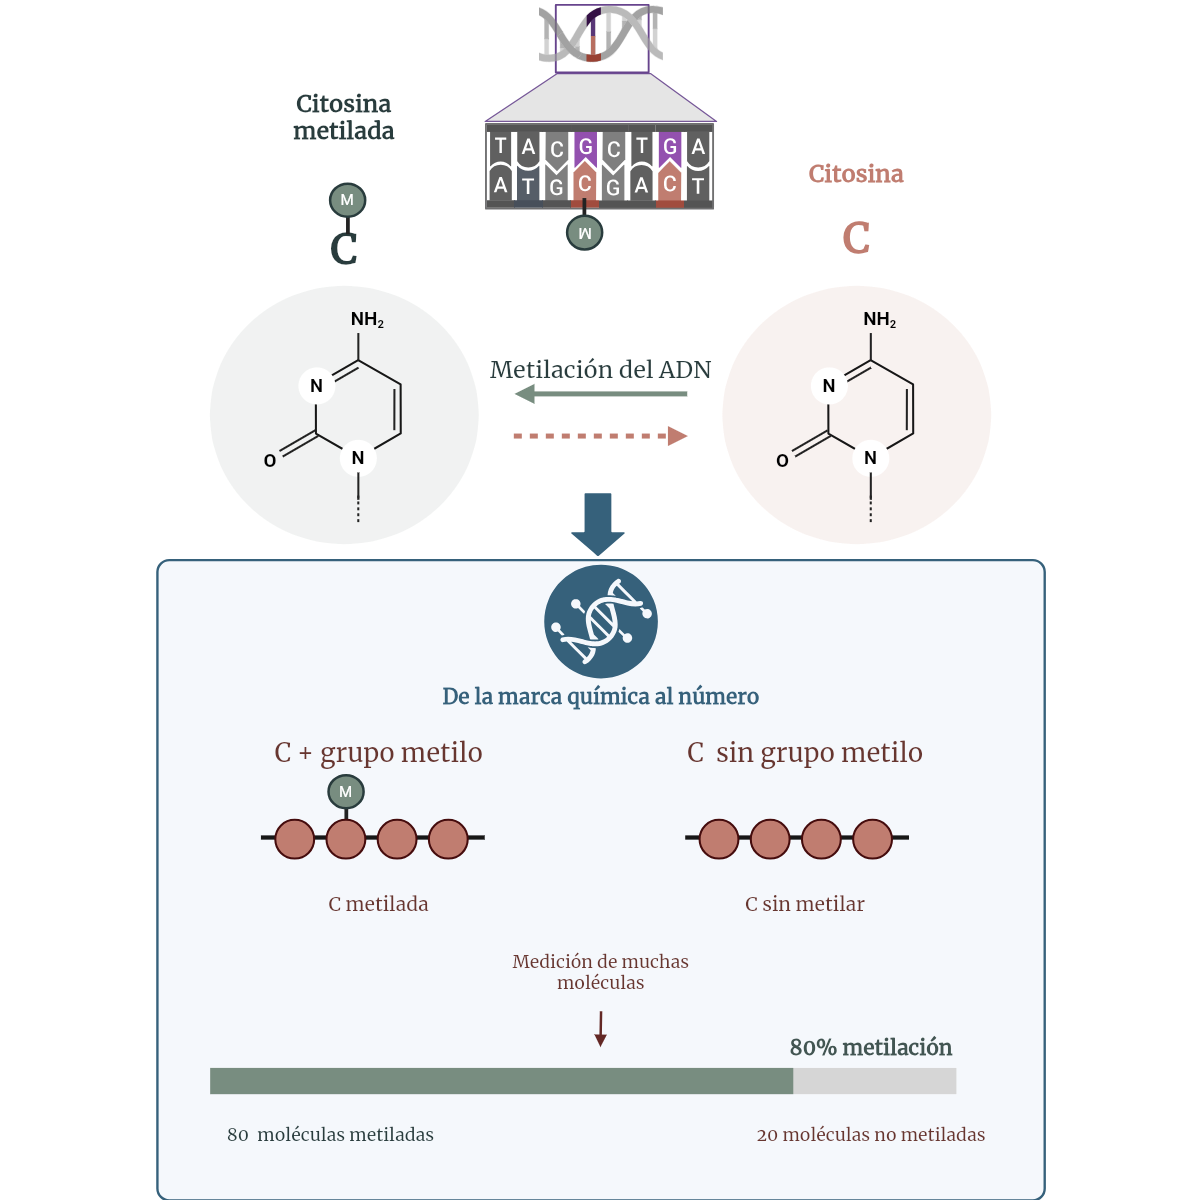 Citosina
metilada
T A C G C T G A
A T G C G A C T
M
Citosina
M
C
C
NH₂
N
O
N
Metilación del ADN
NH₂
N
O
N
De la marca química al número
C + grupo metilo
C sin grupo metilo
M
C metilada
C sin metilar
Medición de muchas
moléculas
80% metilación
80 moléculas metiladas
20 moléculas no metiladas